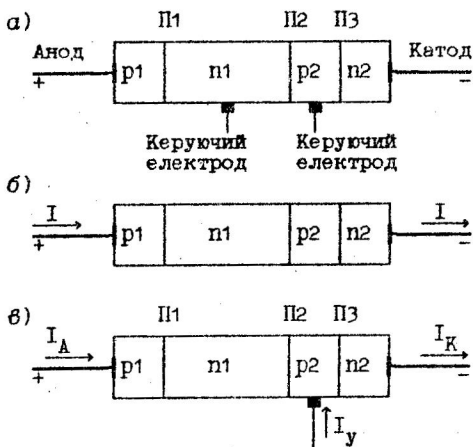 а) П1 П2 П3
Анод Катод
p1 n1 p2 n2
+ −
Керуючий Керуючий
електрод електрод
б)
I I
p1 n1 p2 n2
+ −
в) П1 П2 П3
I_A I_K
p1 n1 p2 n2
+ −
I_y